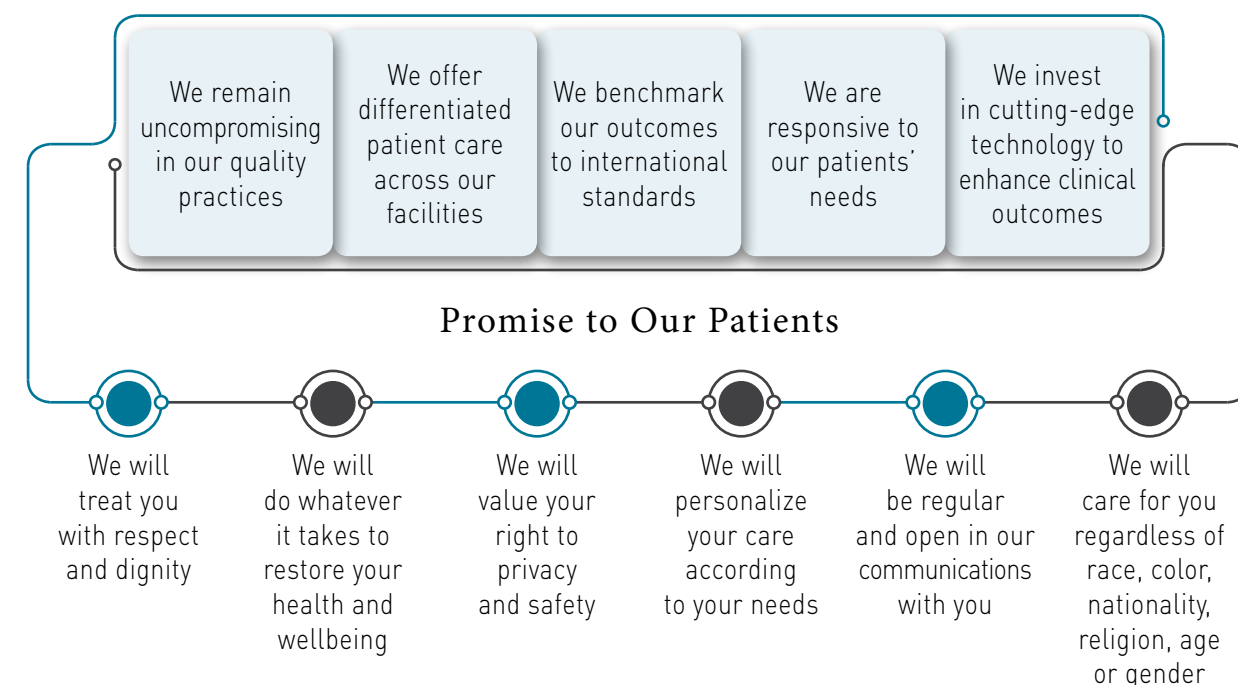 We remain
uncompromising
in our quality
practices
We offer
differentiated
patient care
across our
facilities
We benchmark
our outcomes
to international
standards
We are
responsive to
our patients’
needs
We invest
in cutting-edge
technology to
enhance clinical
outcomes
Promise to Our Patients
We will
treat you
with respect
and dignity
We will
do whatever
it takes to
restore your
health and
wellbeing
We will
value your
right to
privacy
and safety
We will
personalize
your care
according
to your needs
We will
be regular
and open in our
communications
with you
We will
care for you
regardless of
race, color,
nationality,
religion, age
or gender